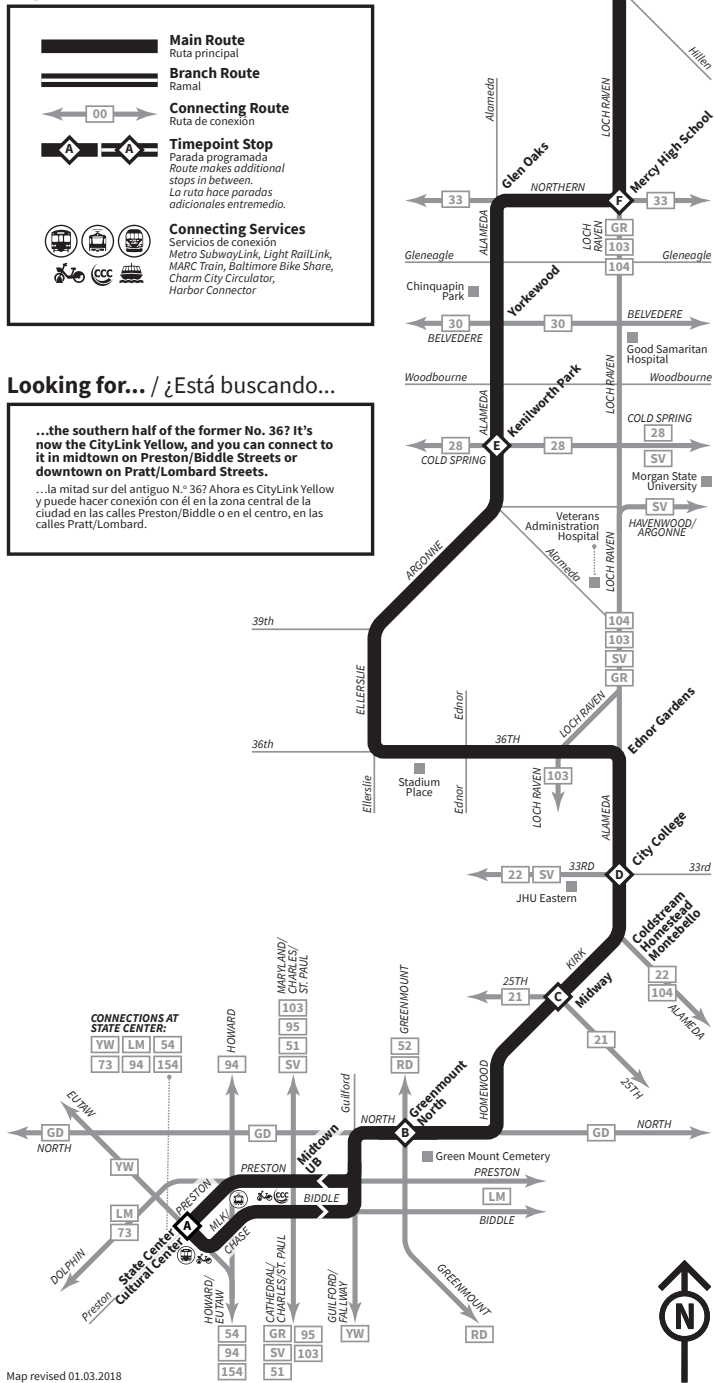 Main Route
Ruta principal
Branch Route
Ramal
00
Connecting Route
Ruta de conexión
A
A
Timepoint Stop
Parada programada
Route makes additional
stops in between.
La ruta hace paradas
adicionales entremedio.
CCC
Connecting Services
Servicios de conexión
Metro SubwayLink, Light RailLink,
MARC Train, Baltimore Bike Share,
Charm City Circulator,
Harbor Connector
Looking for... / ¿Está buscando...
...the southern half of the former No. 36? It's
now the CityLink Yellow, and you can connect to
it in midtown on Preston/Biddle Streets or
downtown on Pratt/Lombard Streets.
...la mitad sur del antiguo N.º 36? Ahora es CityLink Yellow
y puede hacer conexión con él en la zona central de la
ciudad en las calles Preston/Biddle o en el centro, en las
calles Pratt/Lombard.
Hillen
LOCH RAVEN
Alameda
Glen Oaks
Mercy High School
NORTHERN
33
F
33
ALAMEDA
LOCH
RAVEN
GR
103
104
Gleneagle
Gleneagle
Chinquapin
Park
Yorkewood
30
30
BELVEDERE
BELVEDERE
Good Samaritan
Hospital
Woodbourne
Woodbourne
LOCH RAVEN
ALAMEDA
Kenilworth Park
28
E
28
COLD SPRING
COLD SPRING
28
SV
Morgan State
University
SV
HAVENWOOD/
ARGONNE
Veterans
Administration
Hospital
Alameda
LOCH RAVEN
ARGONNE
104
103
SV
GR
39th
ELLERSLIE
Ednor
LOCH RAVEN
Ednor Gardens
36th
36TH
Ellerslie
Stadium
Place
Ednor
LOCH RAVEN
103
ALAMEDA
City College
22
SV
33RD
D
33rd
JHU Eastern
Coldstream
Homestead
Montebello
KIRK
22
104
ALAMEDA
25TH
21
C
Midway
21
25TH
CONNECTIONS AT
STATE CENTER:
YW
LM
54
73
94
154
HOWARD
94
MARYLAND/
CHARLES/
ST. PAUL
103
95
51
SV
GREENMOUNT
52
RD
Guilford
Greenmount
North
HOMEWOOD
EUTAW
GD
NORTH
GD
NORTH
B
GD
NORTH
Midtown
UB
Green Mount Cemetery
YW
PRESTON
PRESTON
PRESTON
CCC
BIDDLE
LM
BIDDLE
LM
73
A
MLK/
CHASE
DOLPHIN
Preston
State Center
Cultural Center
HOWARD/
EUTAW
54
94
154
CATHEDRAL/
CHARLES/ST. PAUL
GR
95
SV
103
51
GUILFORD/
FALLWAY
YW
GREENMOUNT
RD
N
Map revised 01.03.2018